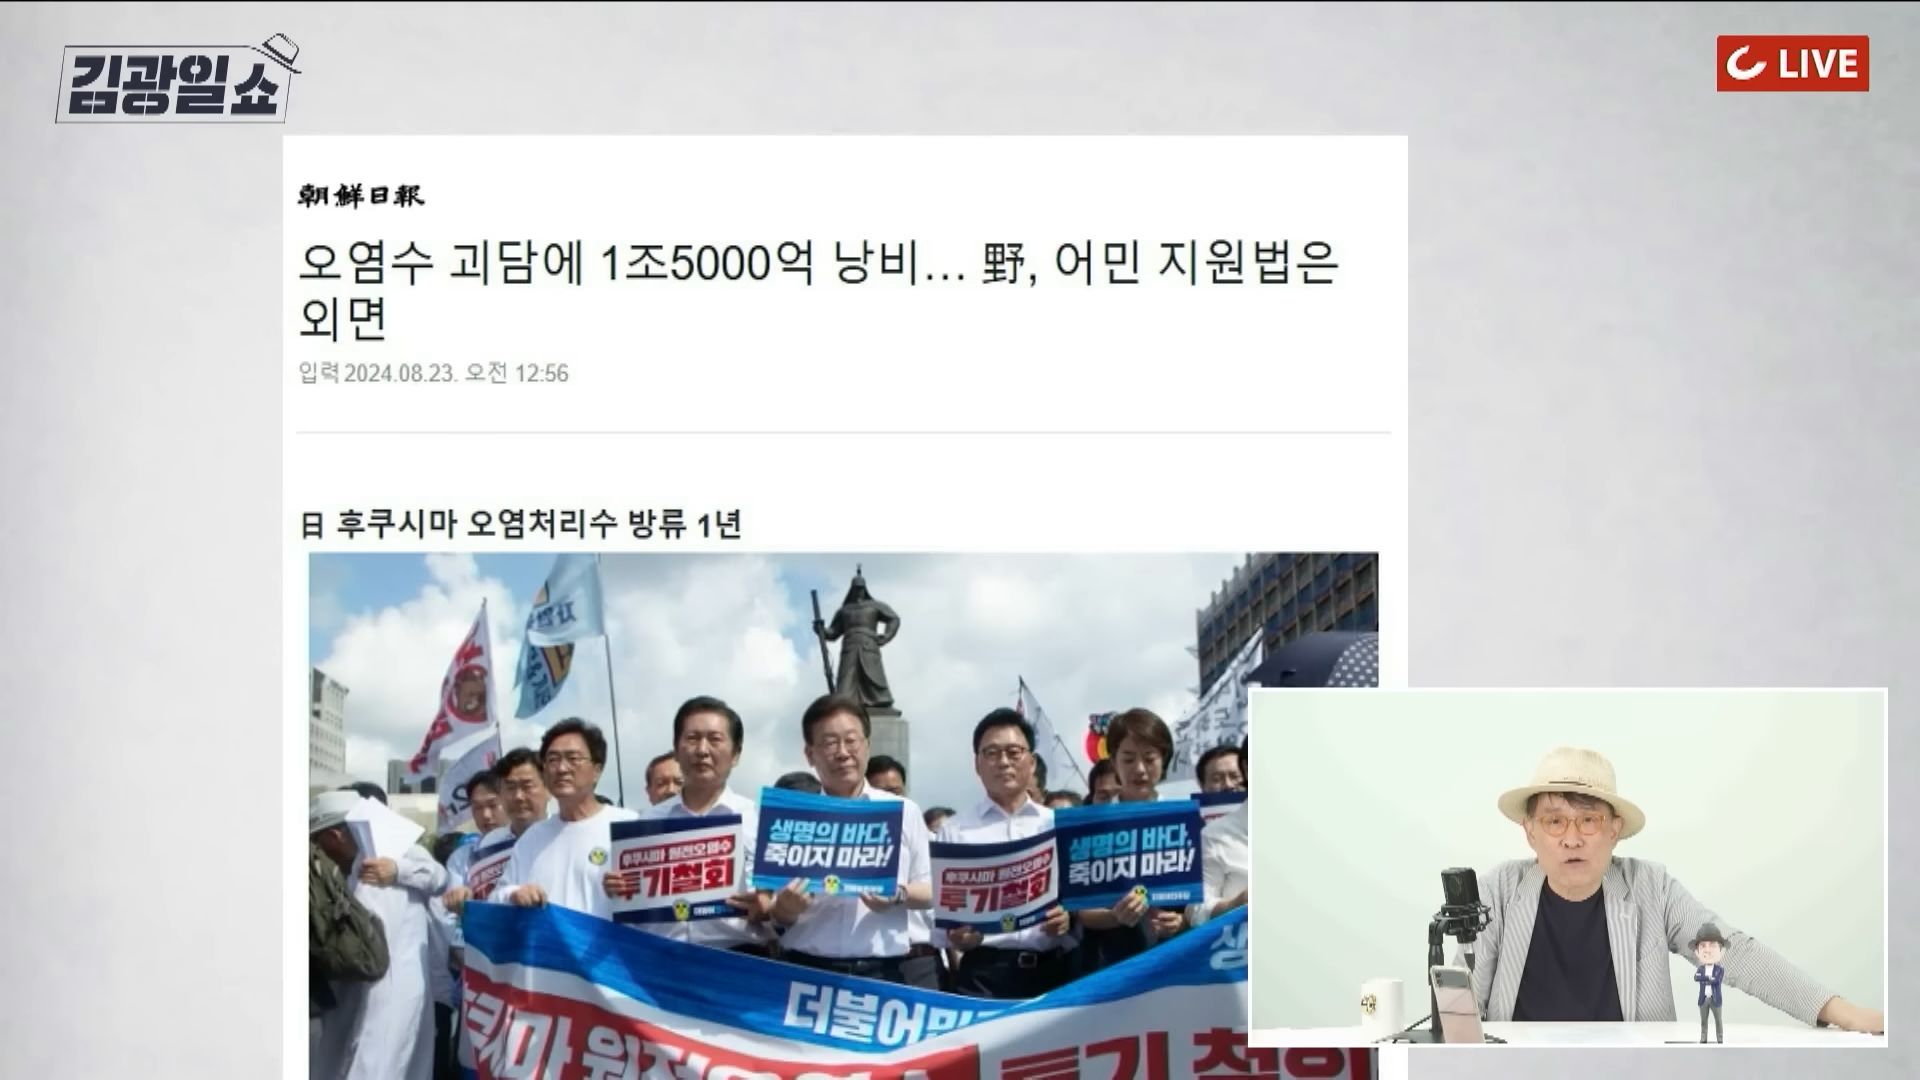 김광일쇼
LIVE
朝鮮日報
오염수 괴담에 1조5000억 낭비… 野, 어민 지원법은
외면
입력 2024.08.23. 오전 12:56
日 후쿠시마 오염처리수 방류 1년
후쿠시마 원전오염수
투기철회
생명의 바다,
죽이지 마라!
후쿠시마 원전오염수
투기철회
생명의 바다,
죽이지 마라!
더불어민
투기 철회